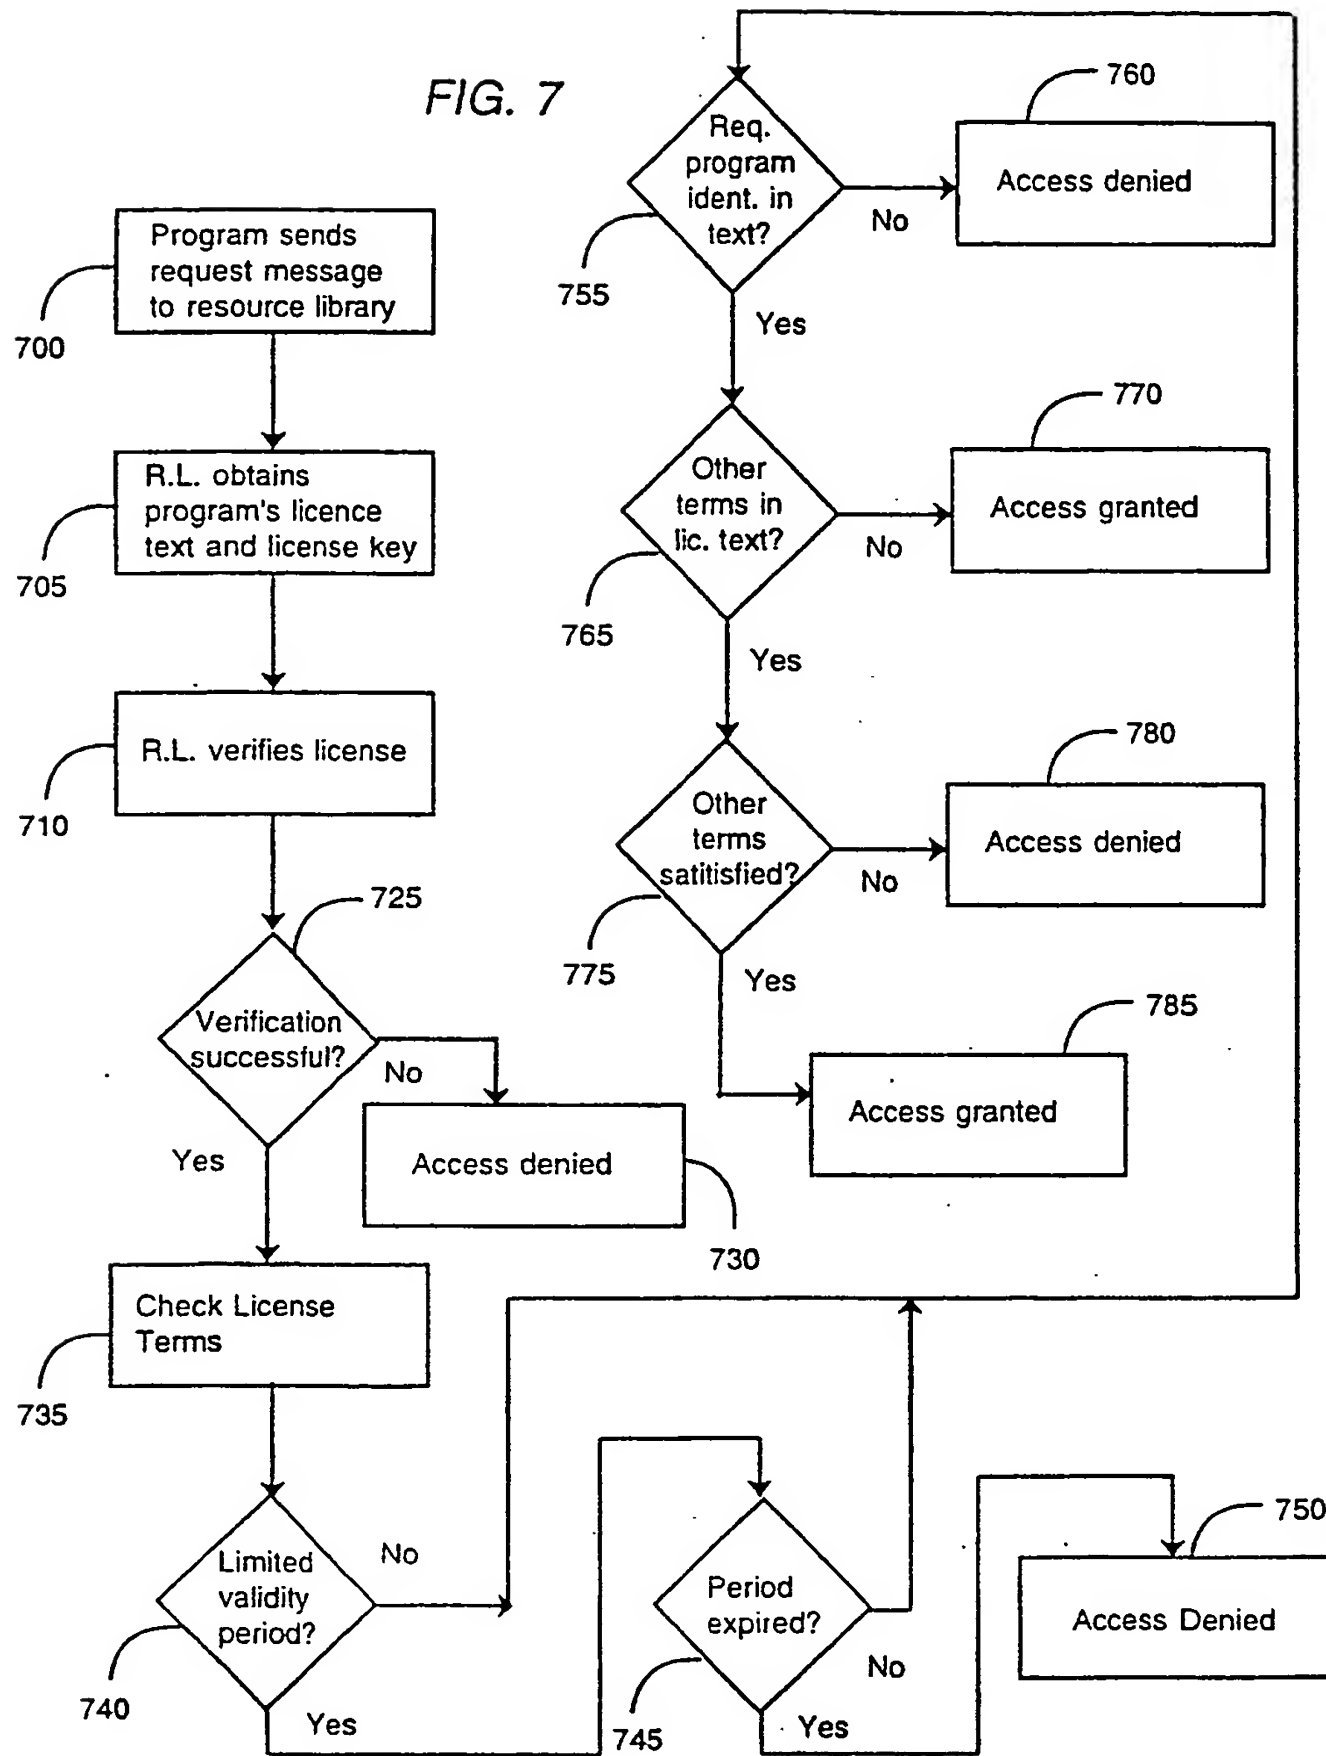 FIG. 7
Program sends
request message
to resource library
700
R.L. obtains
program's licence
text and license key
705
R.L. verifies license
710
725
Verification
successful?
No
Yes
Access denied
730
Check License
Terms
735
Limited
validity
period?
No
740
Yes
Period
expired?
No
745
Yes
750
Access Denied
Req.
program
ident. in
text?
755
No
760
Access denied
Yes
Other
terms in
lic. text?
765
No
770
Access granted
Yes
Other
terms
satitisfied?
775
No
780
Access denied
Yes
785
Access granted